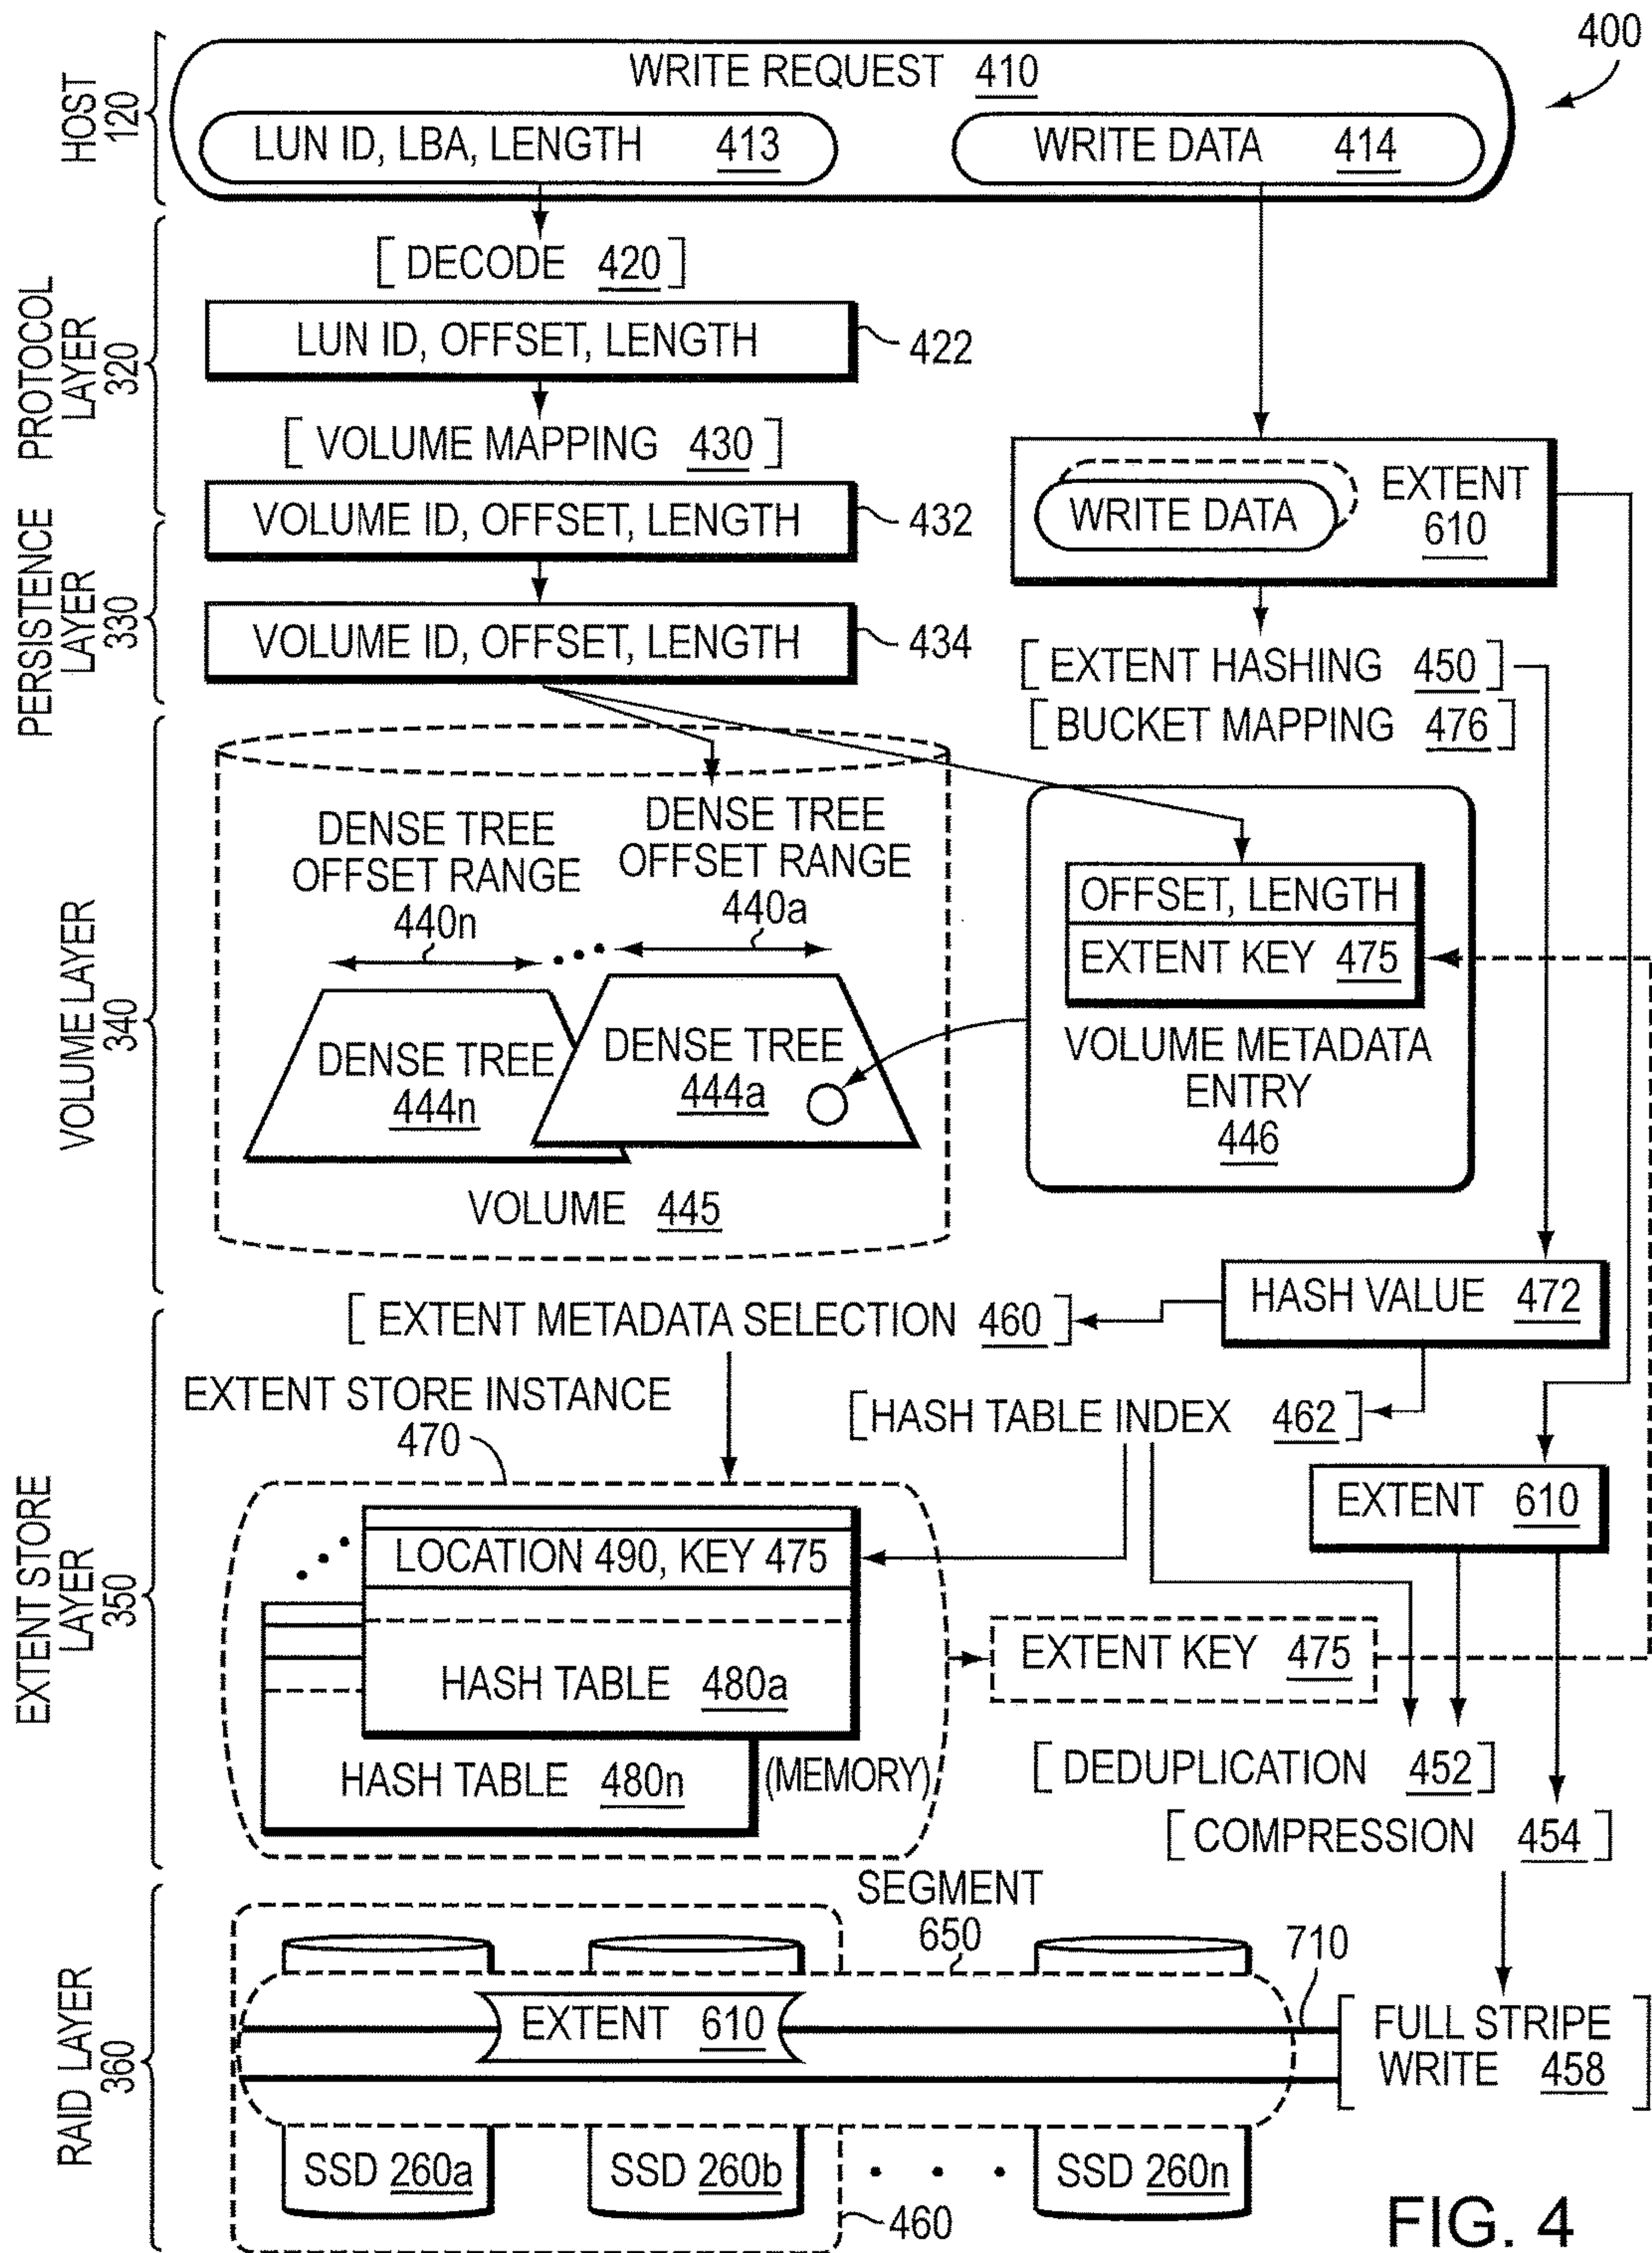 400
HOST
120
WRITE REQUEST 410
LUN ID, LBA, LENGTH 413
WRITE DATA 414
PROTOCOL
LAYER
320
[ DECODE 420 ]
LUN ID, OFFSET, LENGTH
422
[ VOLUME MAPPING 430 ]
VOLUME ID, OFFSET, LENGTH
432
WRITE DATA
EXTENT
610
PERSISTENCE
LAYER
330
VOLUME ID, OFFSET, LENGTH
434
[ EXTENT HASHING 450 ]
[ BUCKET MAPPING 476 ]
VOLUME LAYER
340
DENSE TREE
OFFSET RANGE
440n
DENSE TREE
OFFSET RANGE
440a
DENSE TREE
444n
DENSE TREE
444a
VOLUME 445
OFFSET, LENGTH
EXTENT KEY 475
VOLUME METADATA
ENTRY
446
HASH VALUE 472
EXTENT STORE
LAYER
350
[ EXTENT METADATA SELECTION 460 ]
EXTENT STORE INSTANCE
470
[ HASH TABLE INDEX 462 ]
EXTENT 610
LOCATION 490, KEY 475
HASH TABLE 480a
HASH TABLE 480n
(MEMORY)
EXTENT KEY 475
[ DEDUPLICATION 452 ]
[ COMPRESSION 454 ]
RAID LAYER
360
SEGMENT
650
710
EXTENT 610
[ FULL STRIPE
WRITE 458 ]
SSD 260a
SSD 260b
• • •
SSD 260n
460
FIG. 4